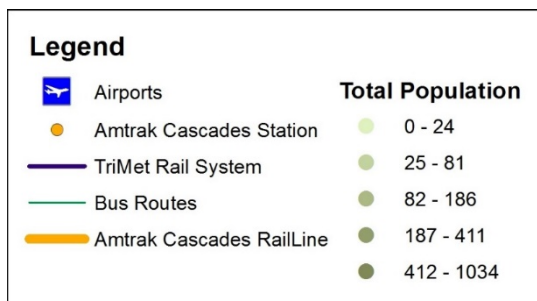 Legend
Airports
Amtrak Cascades Station
TriMet Rail System
Bus Routes
Amtrak Cascades RailLine
Total Population
0 - 24
25 - 81
82 - 186
187 - 411
412 - 1034